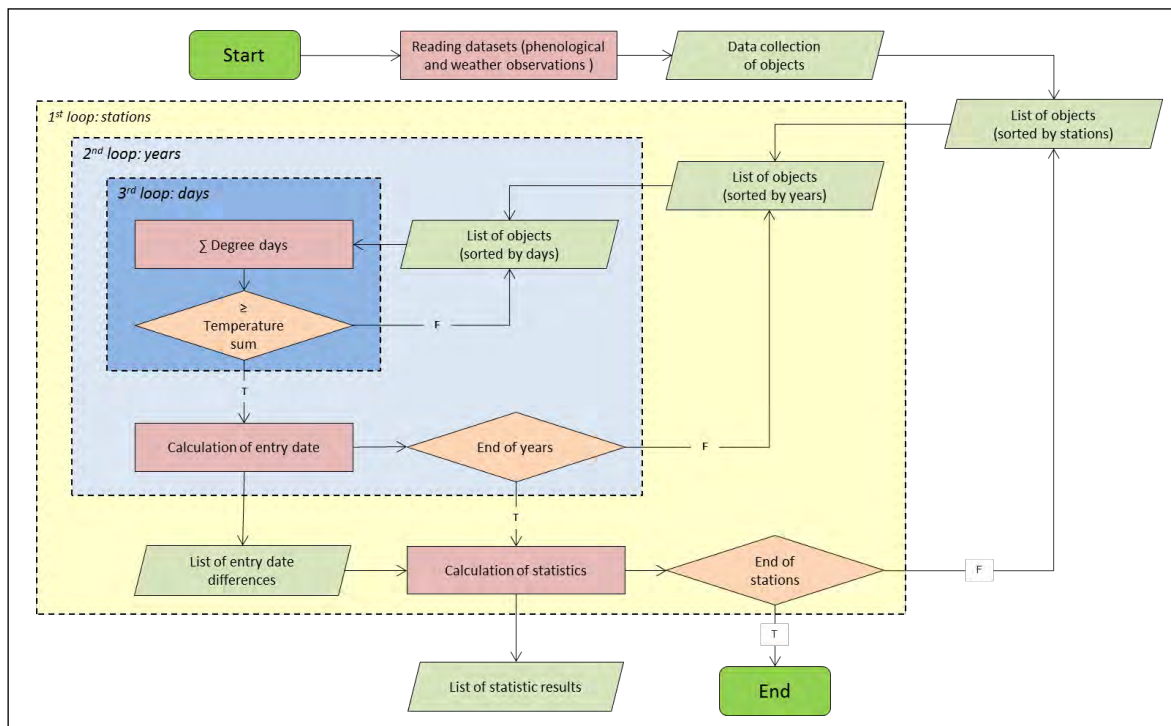 Start
Reading datasets (phenological
and weather observations )
Data collection
of objects
List of objects
(sorted by stations)
1st loop: stations
2nd loop: years
List of objects
(sorted by years)
3rd loop: days
∑ Degree days
List of objects
(sorted by days)
≥
Temperature
sum
F
T
Calculation of entry date
End of years
F
T
List of entry date
differences
Calculation of statistics
End of
stations
F
T
List of statistic results
End